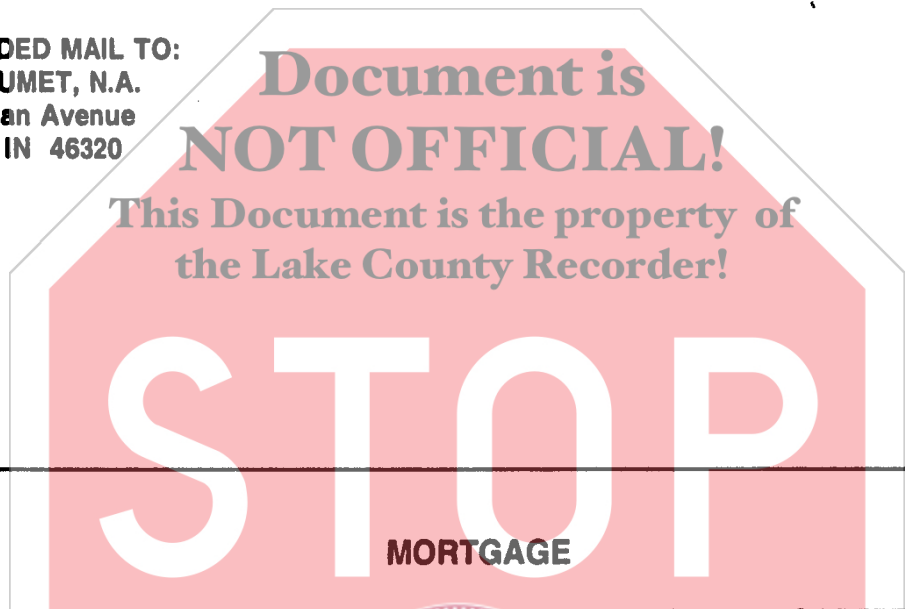 DED MAIL TO:
UMET, N.A.
an Avenue
IN 46320
Document is
NOT OFFICIAL!
This Document is the property of
the Lake County Recorder!
STOP
MORTGAGE